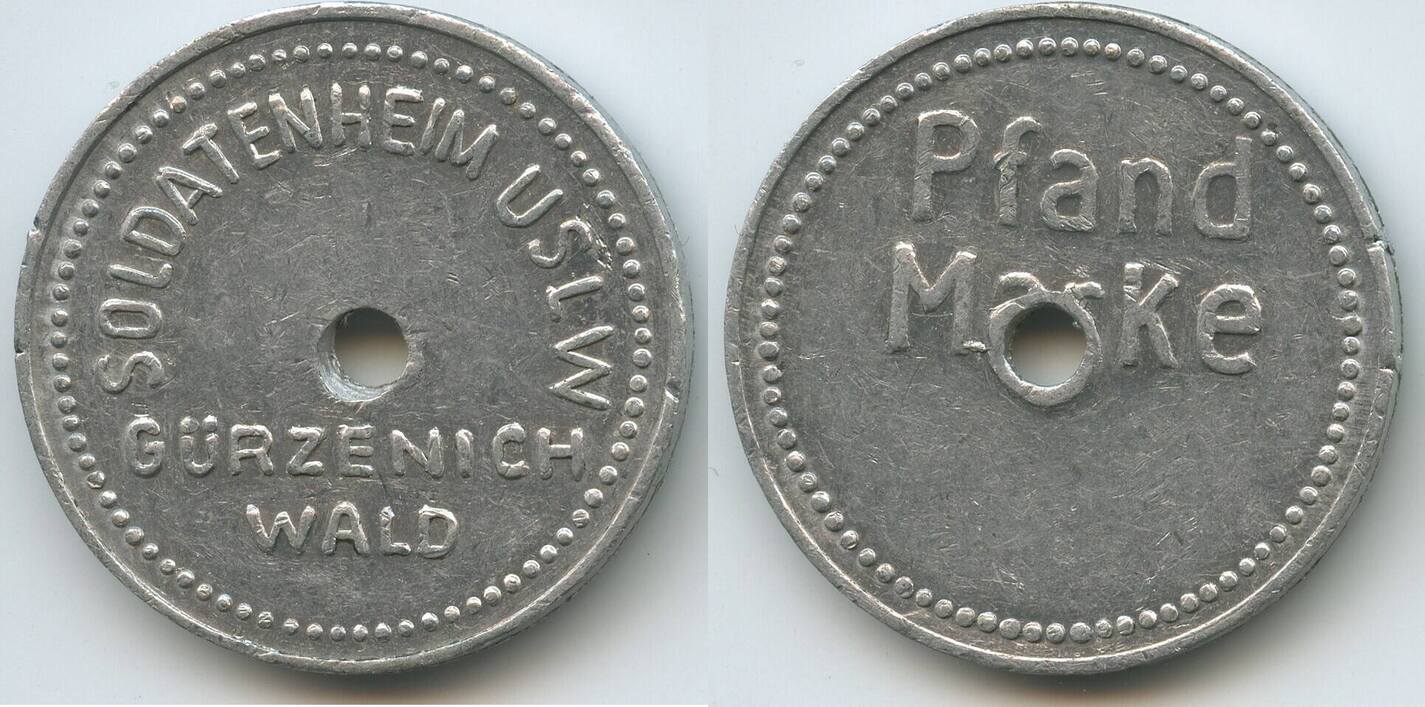 SOLDATENHEIM USLW
GÜRZENICH
WALD
Pfand
Marke